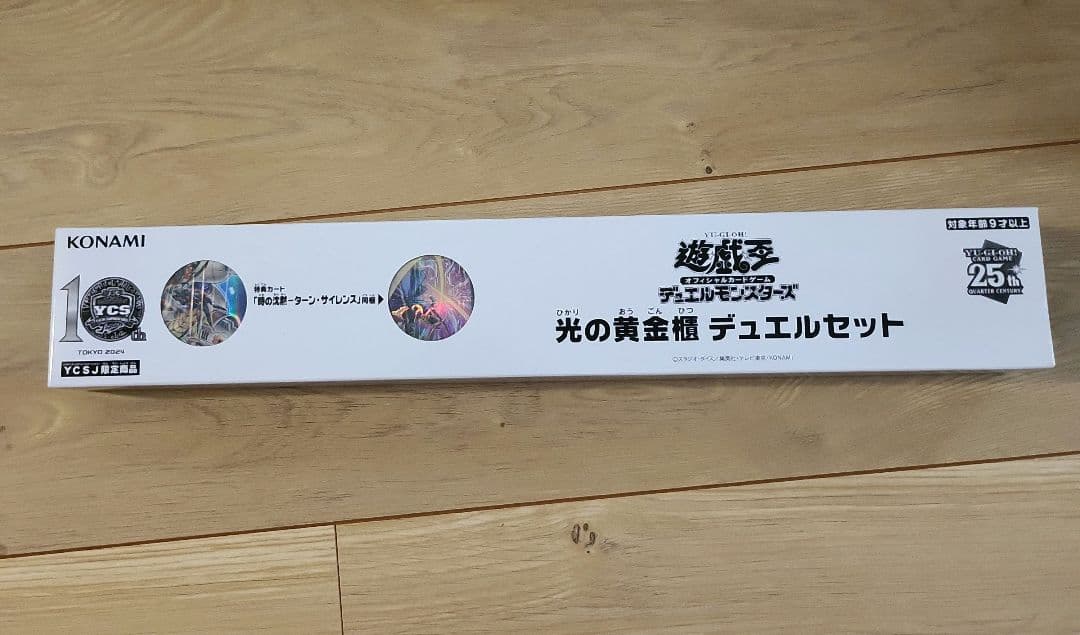 KONAMI
10th
YCS
TOKYO 2024
YCSJ限定商品
特典カード
「時の沈黙-ターン・サイレンス」同梱▶
YU-GI-OH!
遊戯王
オフィシャルカードゲーム
デュエルモンスターズ
ひかり おうごんひつ
光の黄金櫃 デュエルセット
©スタジオ・ダイス/集英社・テレビ東京・KONAMI
対象年齢9才以上
YU-GI-OH!
CARD GAME
25th
QUARTER CENTURY